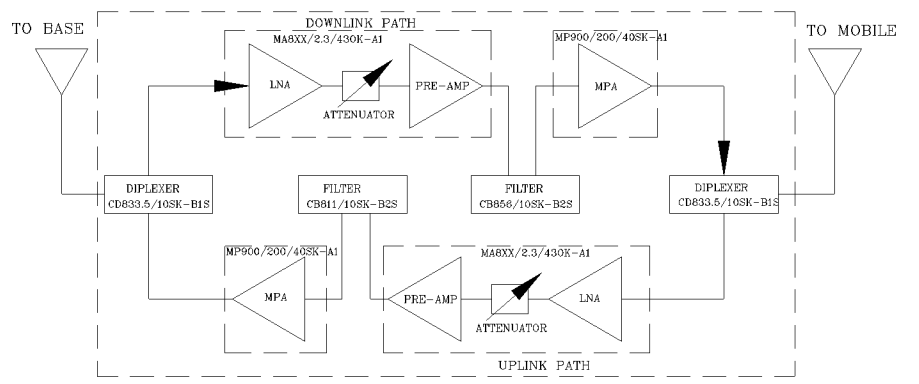 DOWNLINK PATH
TO BASE
TO MOBILE
MA8XX/2.3/430K-A1
MP900/200/40SK-A1
LNA
PRE-AMP
MPA
ATTENUATOR
DIPLEXER
CD833.5/10SK-B1S
FILTER
CB811/10SK-B2S
FILTER
CB856/10SK-B2S
DIPLEXER
CD833.5/10SK-B1S
MP900/200/40SK-A1
MA8XX/2.3/430K-A1
MPA
PRE-AMP
LNA
ATTENUATOR
UPLINK PATH